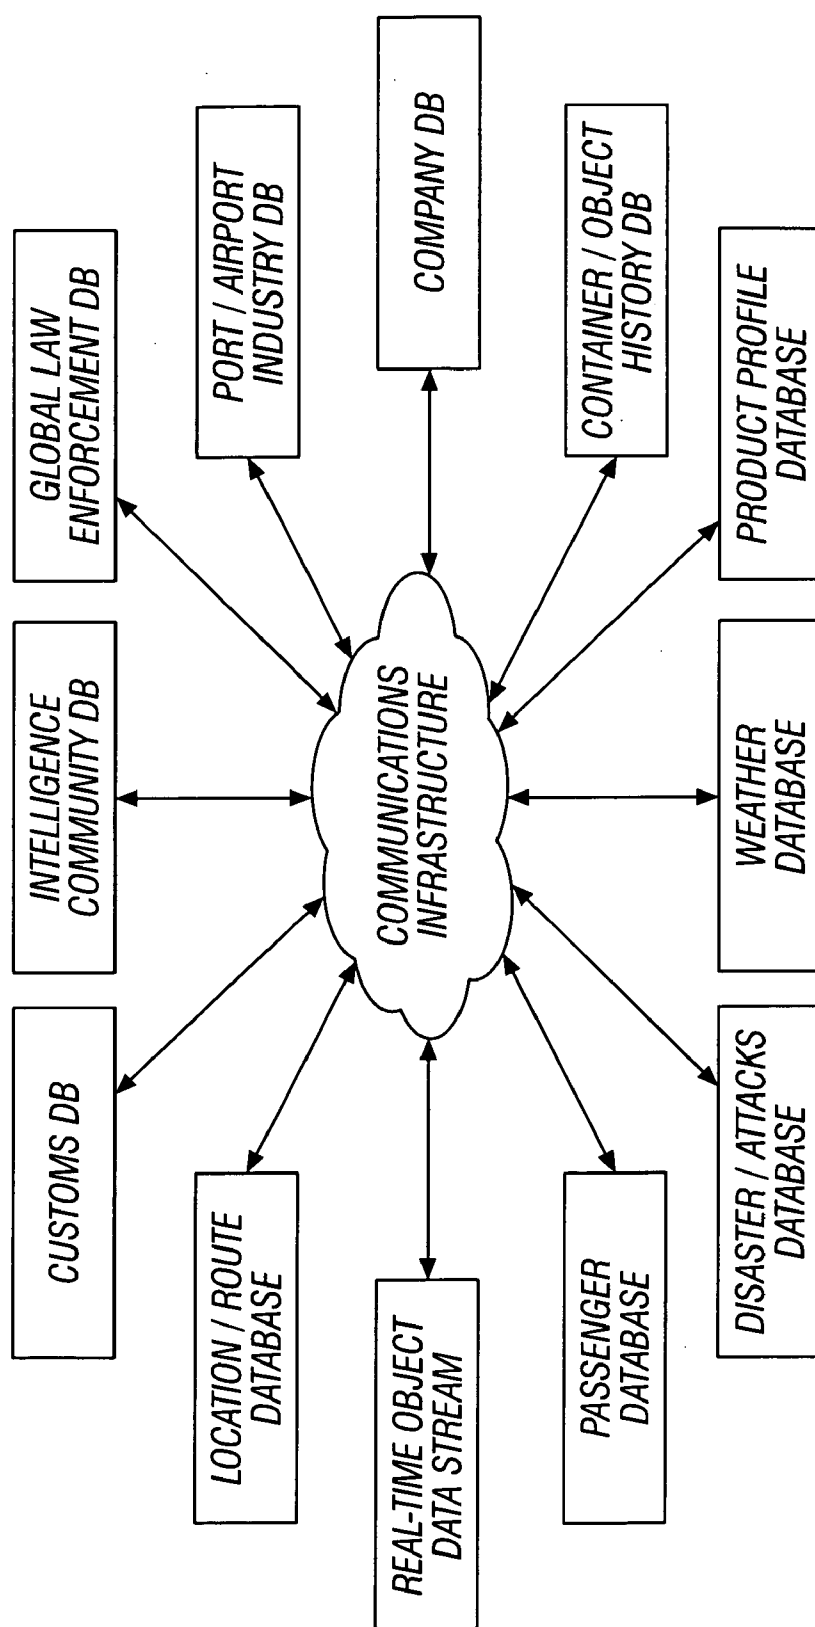 CUSTOMS DB
INTELLIGENCE
COMMUNITY DB
GLOBAL LAW
ENFORCEMENT DB
LOCATION / ROUTE
DATABASE
PORT / AIRPORT
INDUSTRY DB
REAL-TIME OBJECT
DATA STREAM
COMMUNICATIONS
INFRASTRUCTURE
COMPANY DB
PASSENGER
DATABASE
CONTAINER / OBJECT
HISTORY DB
DISASTER / ATTACKS
DATABASE
WEATHER
DATABASE
PRODUCT PROFILE
DATABASE